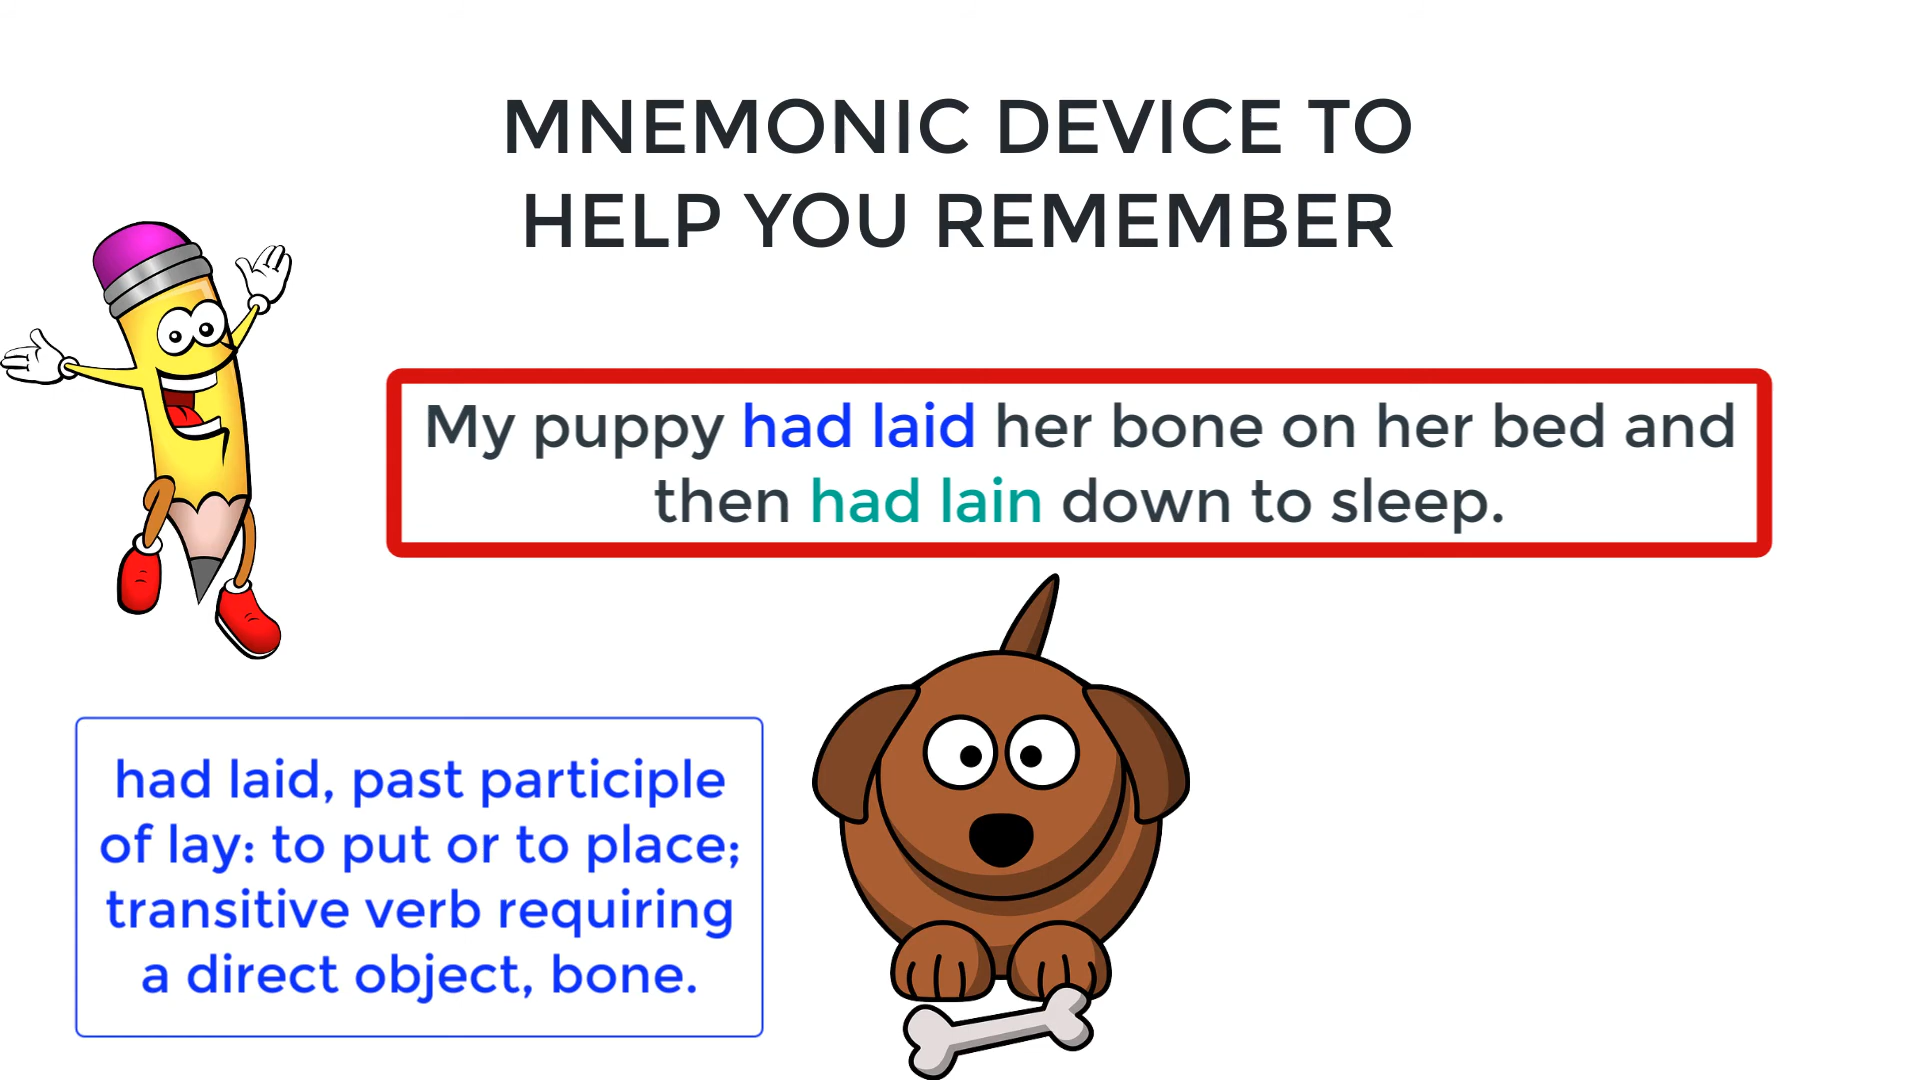 MNEMONIC DEVICE TO
HELP YOU REMEMBER
My puppy had laid her bone on her bed and
then had lain down to sleep.
had laid, past participle
of lay: to put or to place;
transitive verb requiring
a direct object, bone.